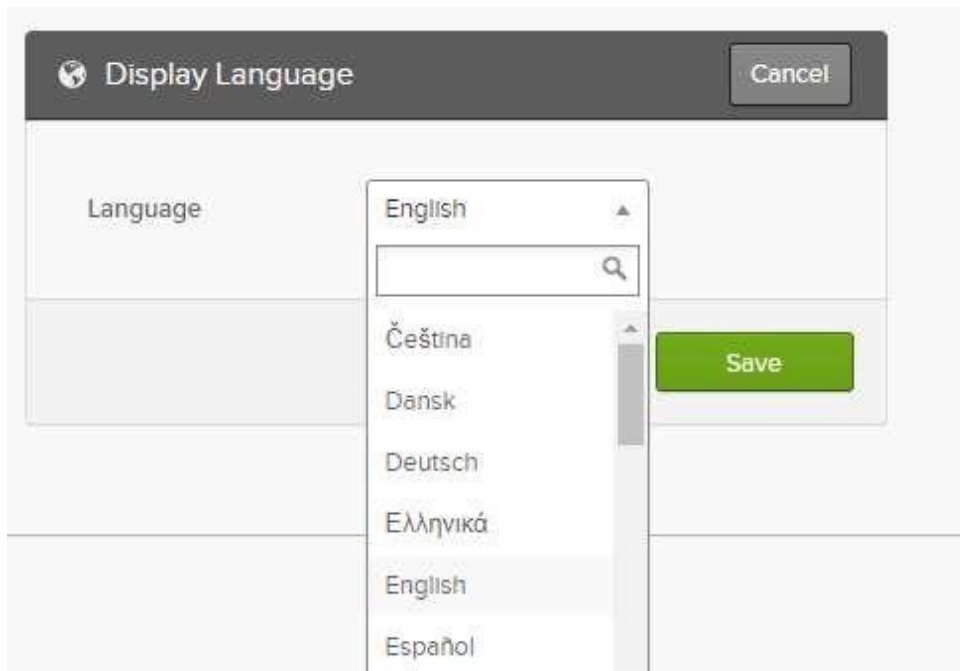 Display Language
Cancel
Language
English
Čeština
Dansk
Deutsch
Ελληνικά
English
Español
Save